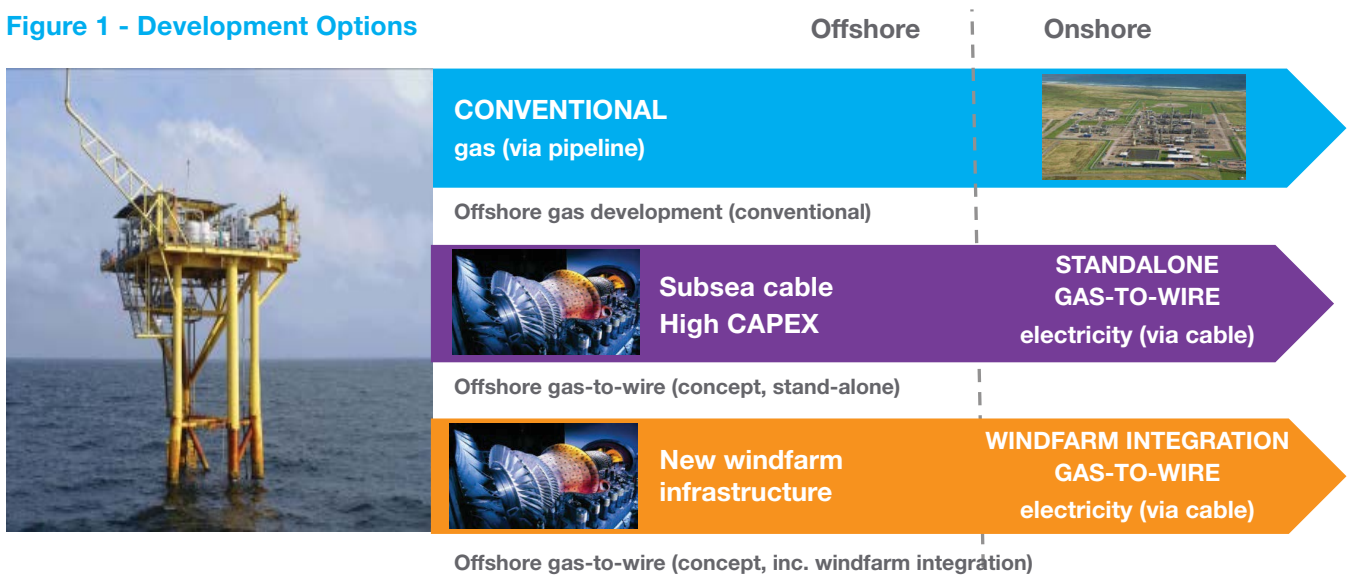 Figure 1 - Development Options
Offshore
Onshore
CONVENTIONAL
gas (via pipeline)
Offshore gas development (conventional)
Subsea cable
High CAPEX
STANDALONE
GAS-TO-WIRE
electricity (via cable)
Offshore gas-to-wire (concept, stand-alone)
New windfarm
infrastructure
WINDFARM INTEGRATION
GAS-TO-WIRE
electricity (via cable)
Offshore gas-to-wire (concept, inc. windfarm integration)